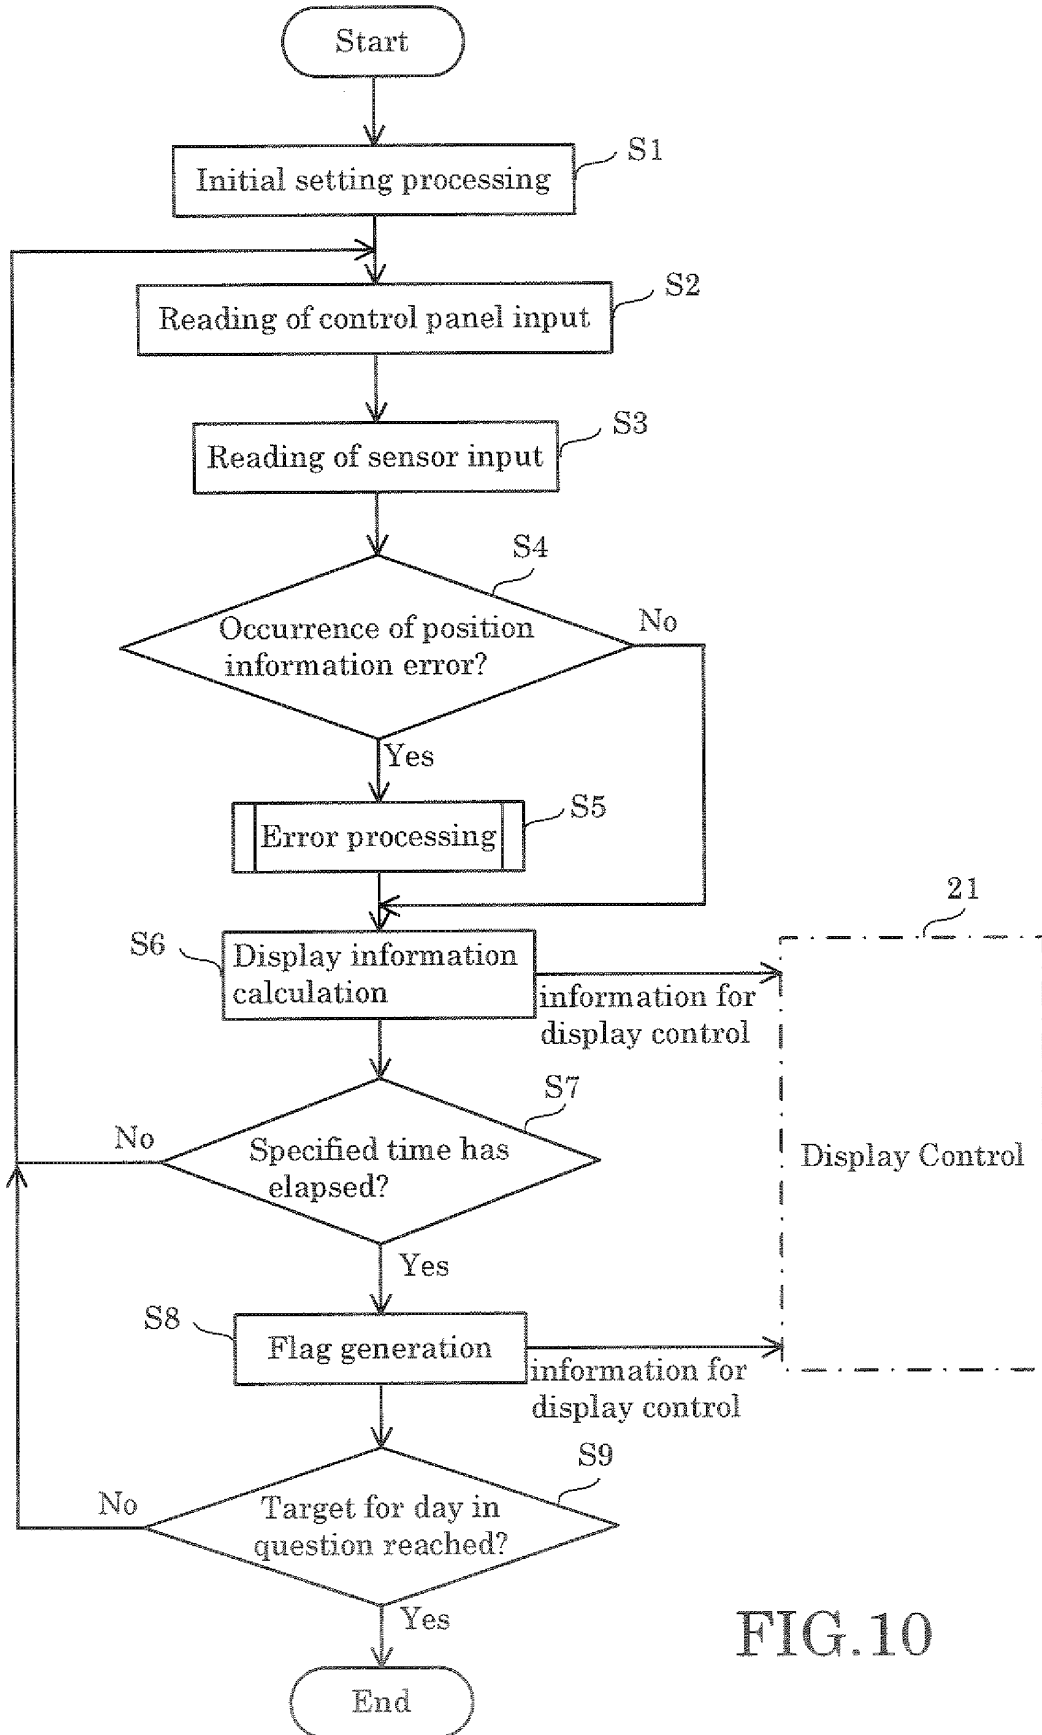 Start
Initial setting processing
S1
Reading of control panel input
S2
Reading of sensor input
S3
S4
Occurrence of position
information error?
No
Yes
Error processing
S5
21
S6
Display information
calculation
information for
display control
S7
No
Specified time has
elapsed?
Display Control
Yes
S8
Flag generation
information for
display control
S9
No
Target for day in
question reached?
Yes
End
FIG.10